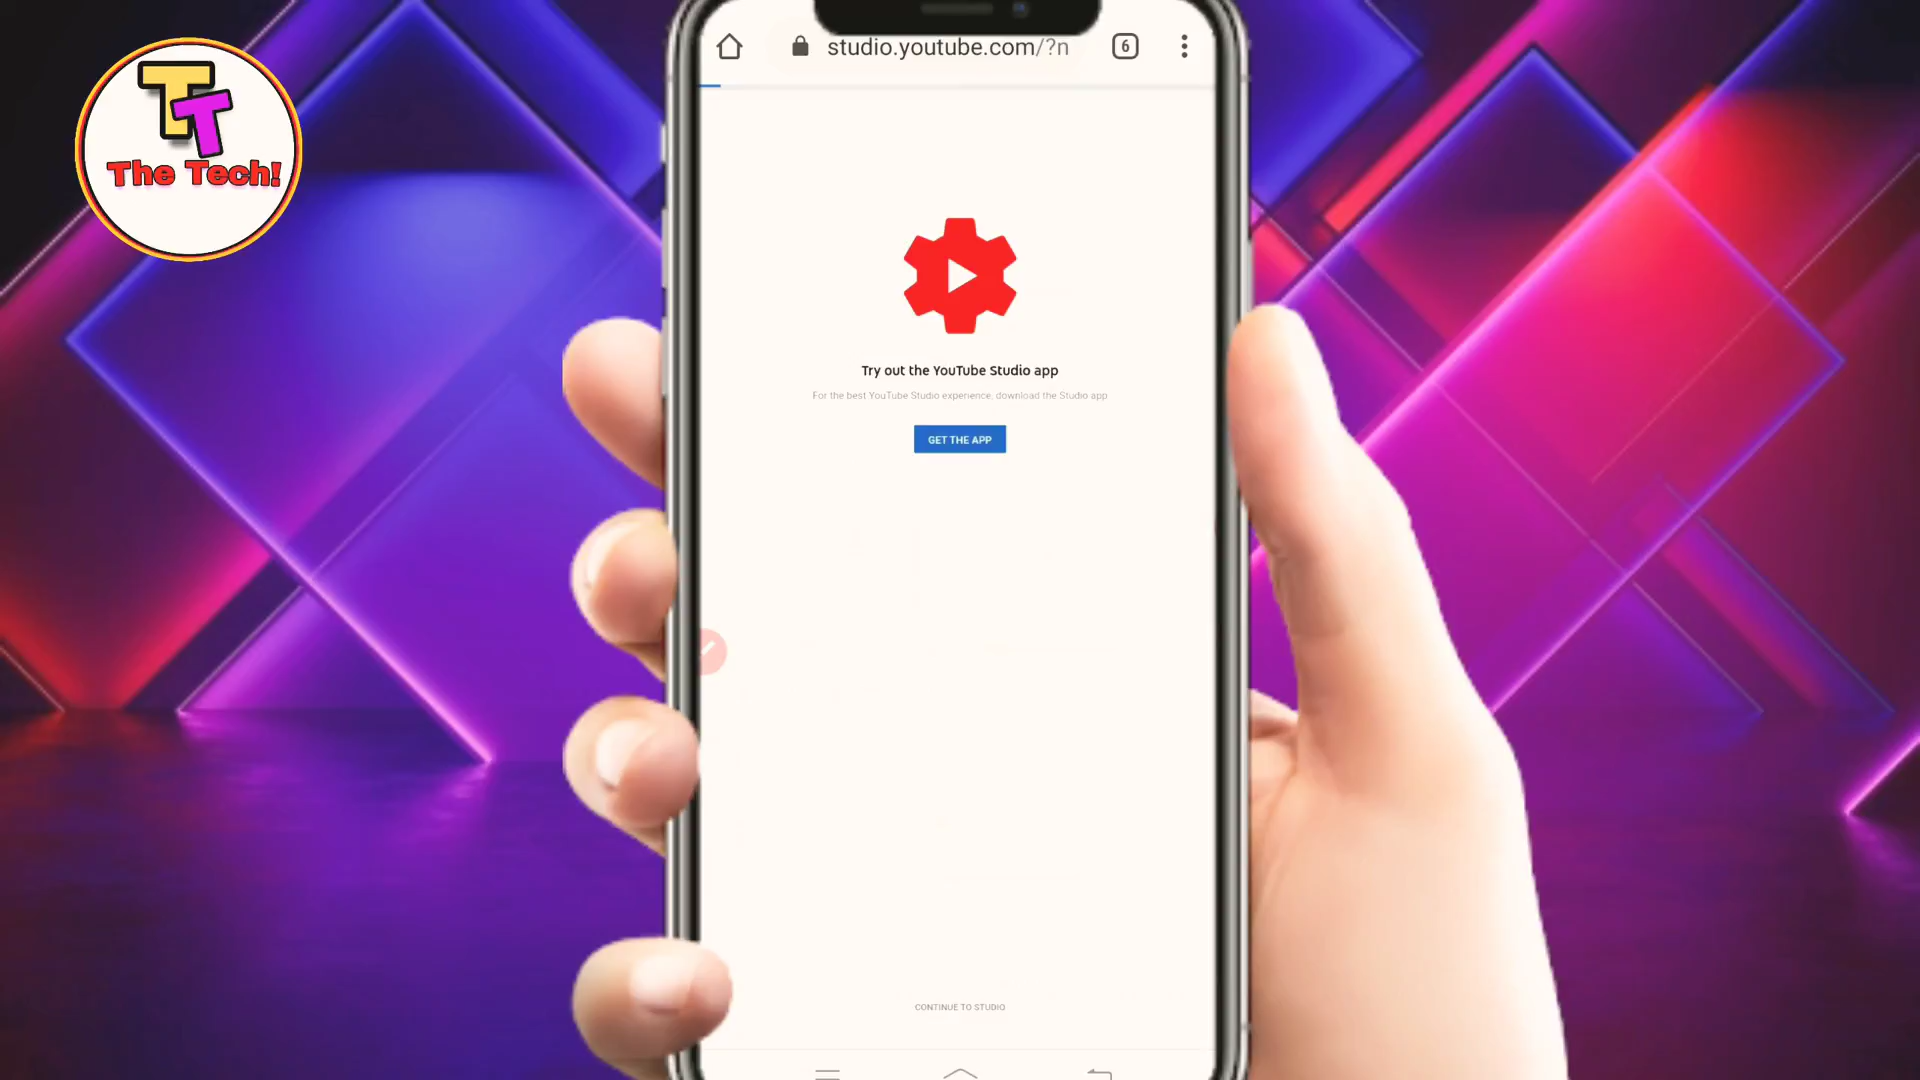 TT
The Tech!
studio.youtube.com/?n
6
Try out the YouTube Studio app
For the best YouTube Studio experience, download the Studio app
GET THE APP
CONTINUE TO STUDIO